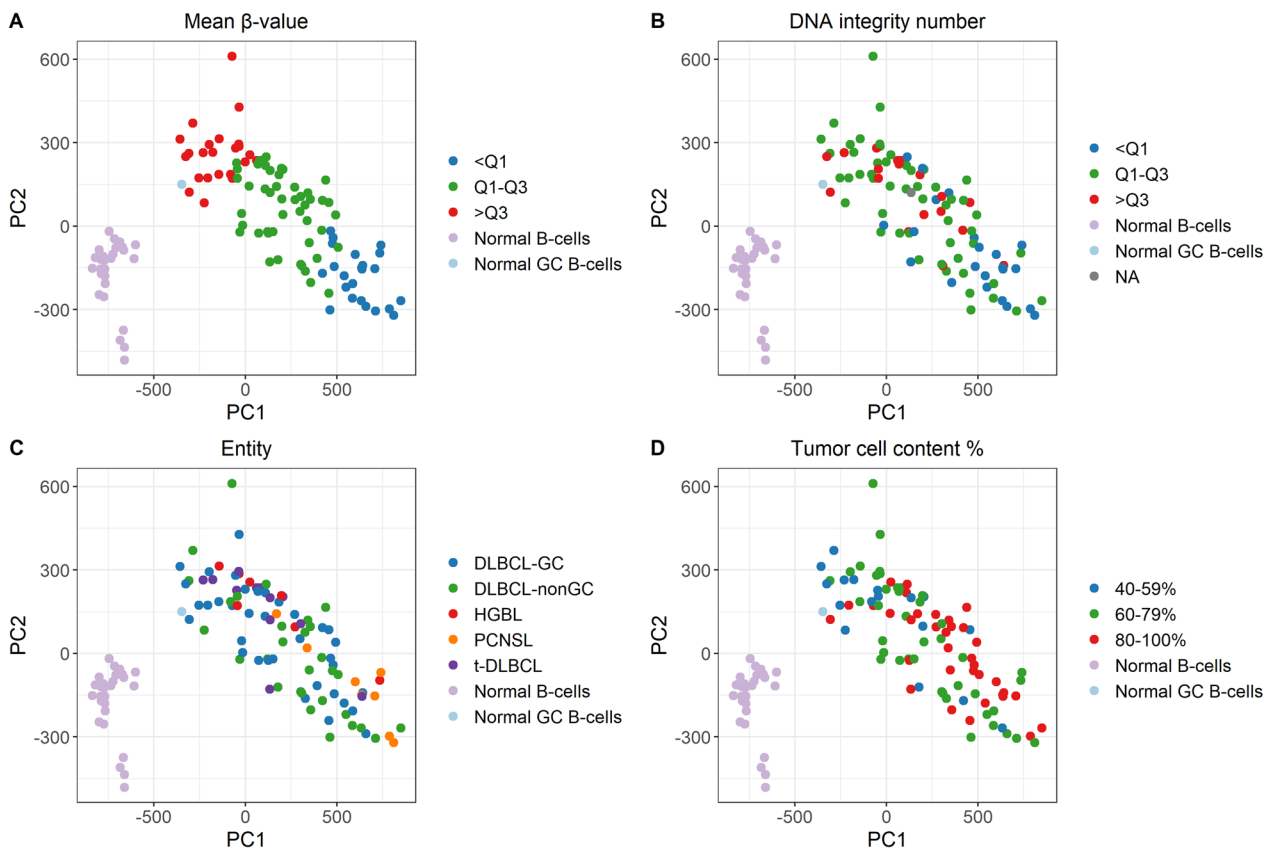 A
Mean β-value
600
300
0
-300
PC2
-500
0
500
PC1
<Q1
Q1-Q3
>Q3
Normal B-cells
Normal GC B-cells
B
DNA integrity number
600
300
0
-300
PC2
-500
0
500
PC1
<Q1
Q1-Q3
>Q3
Normal B-cells
Normal GC B-cells
NA
C
Entity
600
300
0
-300
PC2
-500
0
500
PC1
DLBCL-GC
DLBCL-nonGC
HGBL
PCNSL
t-DLBCL
Normal B-cells
Normal GC B-cells
D
Tumor cell content %
600
300
0
-300
PC2
-500
0
500
PC1
40-59%
60-79%
80-100%
Normal B-cells
Normal GC B-cells